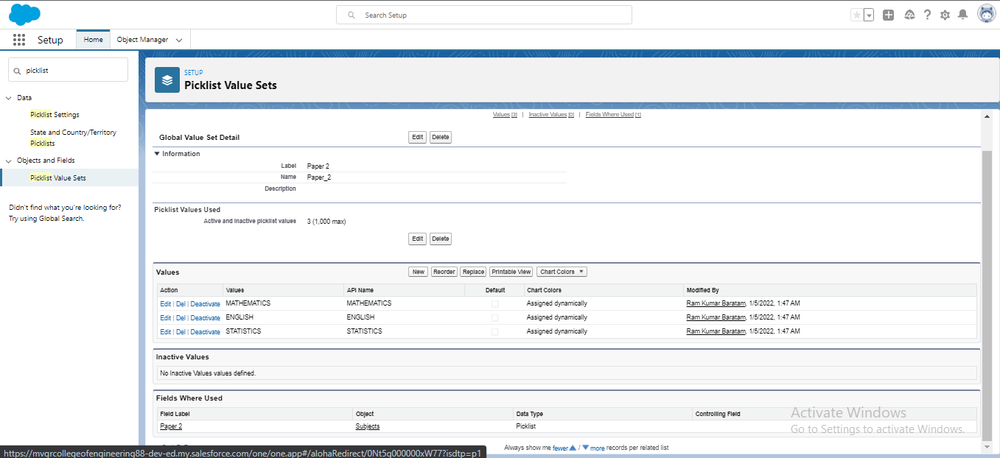 Search Setup
Setup
Home
Object Manager
picklist
Data
Picklist Settings
State and Country/Territory
Picklists
Objects and Fields
Picklist Value Sets
Didn't find what you're looking for?
Try using Global Search.
SETUP
Picklist Value Sets
Values [3] | Inactive Values [0] | Fields Where Used [1]
Global Value Set Detail Edit Delete
Information
Label Paper 2
Name Paper_2
Description
Picklist Values Used
Active and inactive picklist values 3 (1,000 max)
Edit Delete
Values New Reorder Replace Printable View Chart Colors
Action Values API Name Default Chart Colors Modified By
Edit | Del | Deactivate MATHEMATICS MATHEMATICS Assigned dynamically Ram Kumar Baratam, 1/5/2022, 1:47 AM
Edit | Del | Deactivate ENGLISH ENGLISH Assigned dynamically Ram Kumar Baratam, 1/5/2022, 1:47 AM
Edit | Del | Deactivate STATISTICS STATISTICS Assigned dynamically Ram Kumar Baratam, 1/5/2022, 1:47 AM
Inactive Values
No Inactive Values values defined.
Fields Where Used
Field Label Object Data Type Controlling Field
Paper 2 Subjects Picklist
Activate Windows
Go to Settings to activate Windows.
Always show me fewer / more records per related list
https://mvgrcollegeofengineering88-dev-ed.my.salesforce.com/one/one.app#/alohaRedirect/0Nt5g000000xW77?isdtp=p1